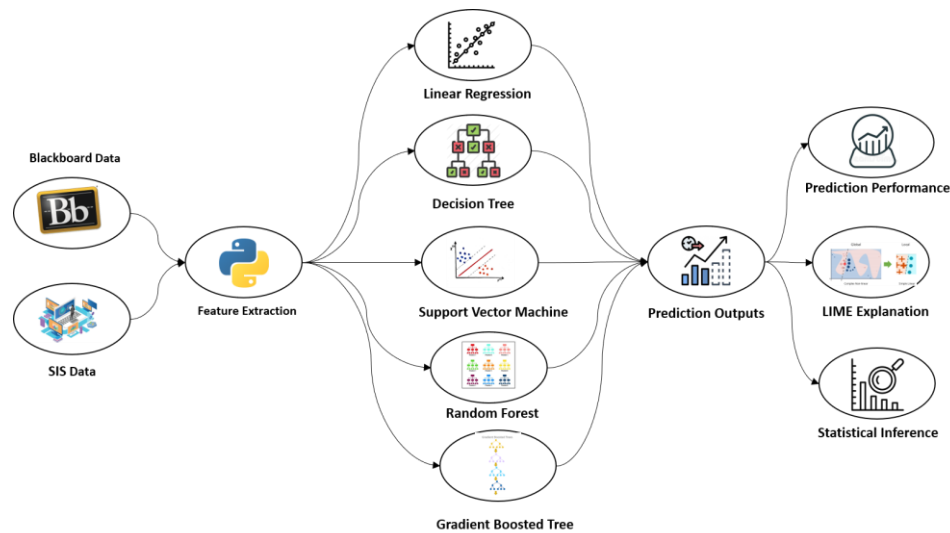 Blackboard Data
Bb
SIS Data
Feature Extraction
Linear Regression
Decision Tree
Support Vector Machine
Random Forest
Gradient Boosted Tree
Prediction Outputs
Prediction Performance
LIME Explanation
Statistical Inference